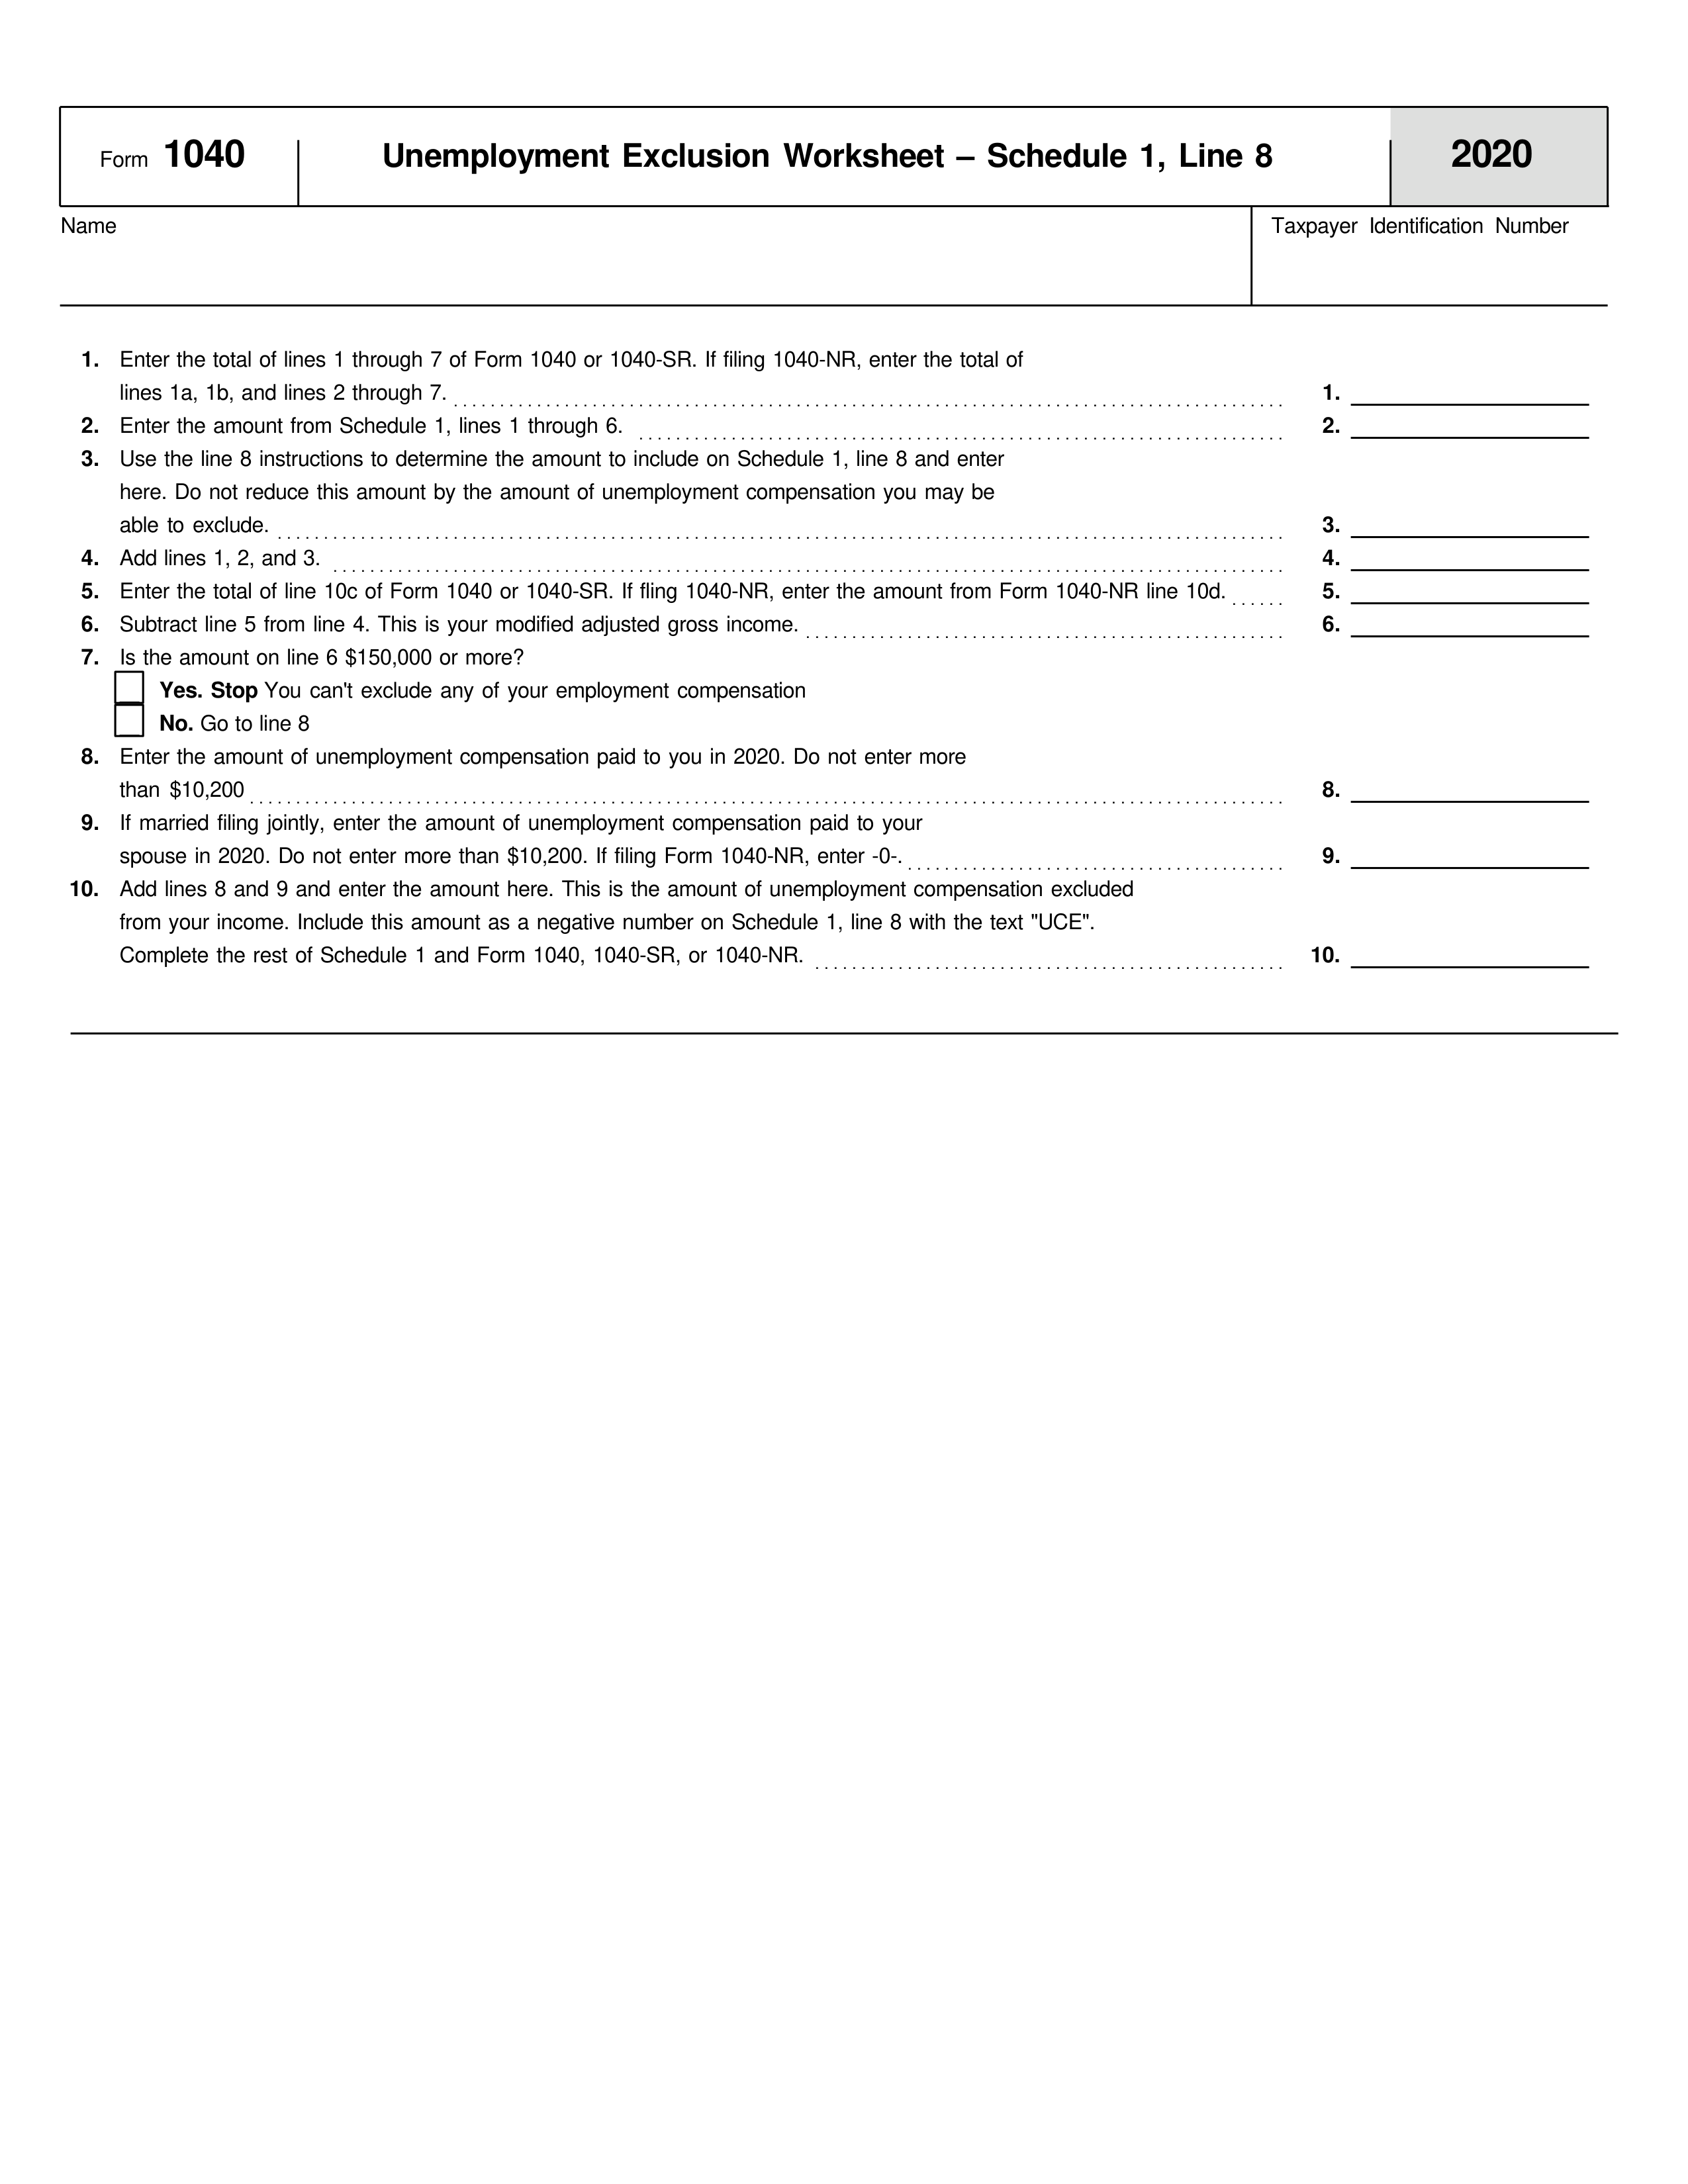 Form 1040
Unemployment Exclusion Worksheet – Schedule 1, Line 8
2020
Name
Taxpayer Identification Number
1. Enter the total of lines 1 through 7 of Form 1040 or 1040-SR. If filing 1040-NR, enter the total of
lines 1a, 1b, and lines 2 through 7. 1.
2. Enter the amount from Schedule 1, lines 1 through 6. 2.
3. Use the line 8 instructions to determine the amount to include on Schedule 1, line 8 and enter
here. Do not reduce this amount by the amount of unemployment compensation you may be
able to exclude. 3.
4. Add lines 1, 2, and 3. 4.
5. Enter the total of line 10c of Form 1040 or 1040-SR. If fling 1040-NR, enter the amount from Form 1040-NR line 10d. 5.
6. Subtract line 5 from line 4. This is your modified adjusted gross income. 6.
7. Is the amount on line 6 $150,000 or more?
Yes. Stop You can't exclude any of your employment compensation
No. Go to line 8
8. Enter the amount of unemployment compensation paid to you in 2020. Do not enter more
than $10,200 8.
9. If married filing jointly, enter the amount of unemployment compensation paid to your
spouse in 2020. Do not enter more than $10,200. If filing Form 1040-NR, enter -0-. 9.
10. Add lines 8 and 9 and enter the amount here. This is the amount of unemployment compensation excluded
from your income. Include this amount as a negative number on Schedule 1, line 8 with the text "UCE".
Complete the rest of Schedule 1 and Form 1040, 1040-SR, or 1040-NR. 10.